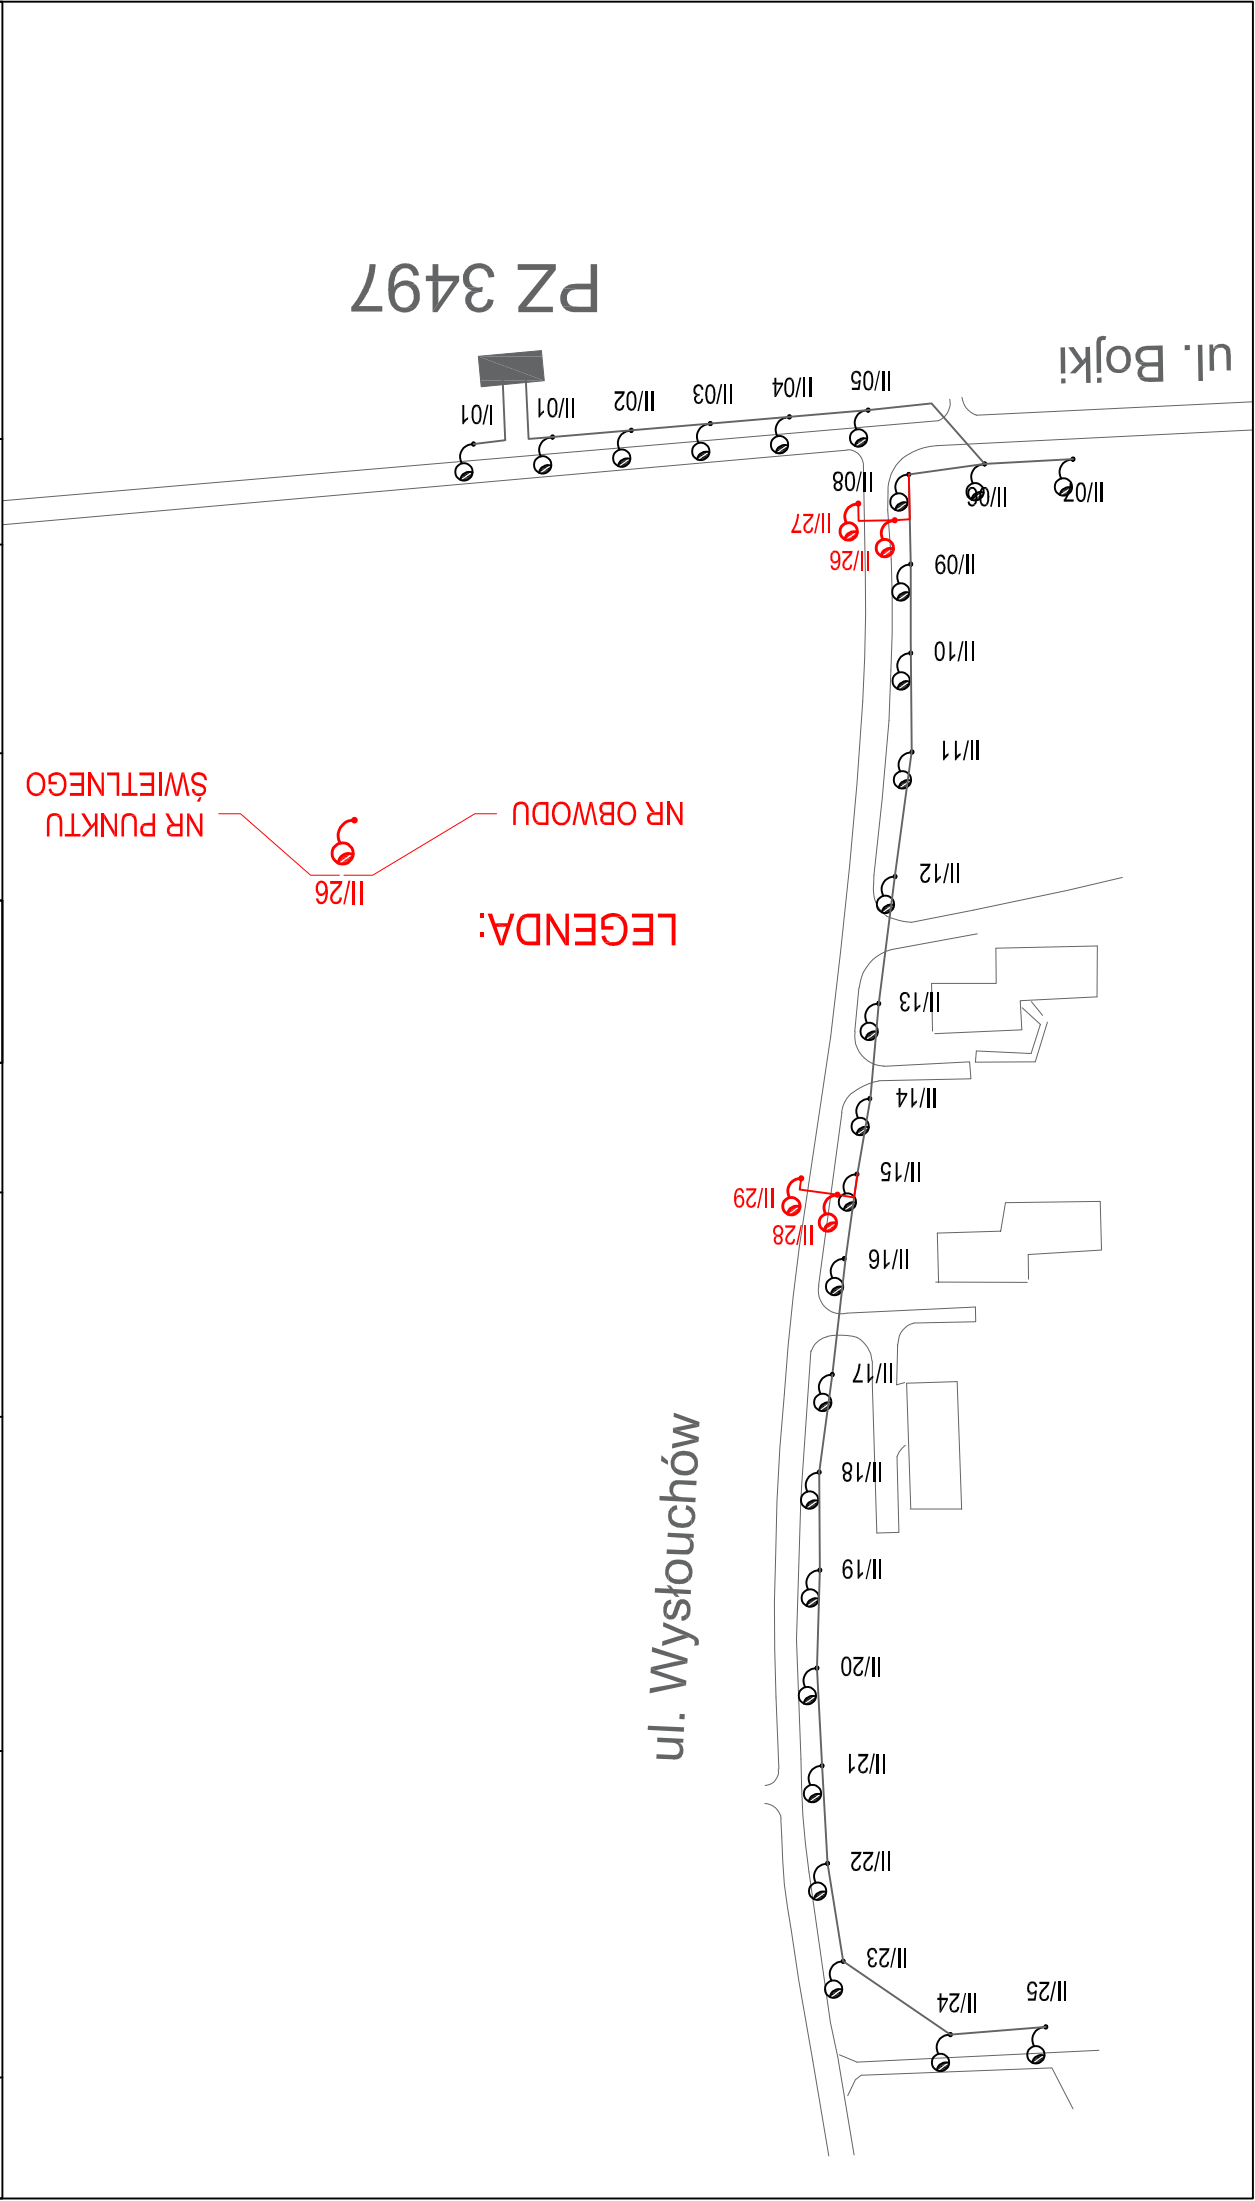 II/25
II/24
II/23
II/22
II/21
II/20
II/19
II/18
II/17
ul. Wysłouchów
II/16
II/28
II/29
II/15
II/14
II/13
LEGENDA:
II/26
NR OBWODU
NR PUNKTU
ŚWIETLNEGO
II/12
II/11
II/10
II/09
II/26
II/27
II/08
II/06
II/07
I/01
II/01
II/02
II/03
II/04
II/05
ul. Bojki
PZ 3497